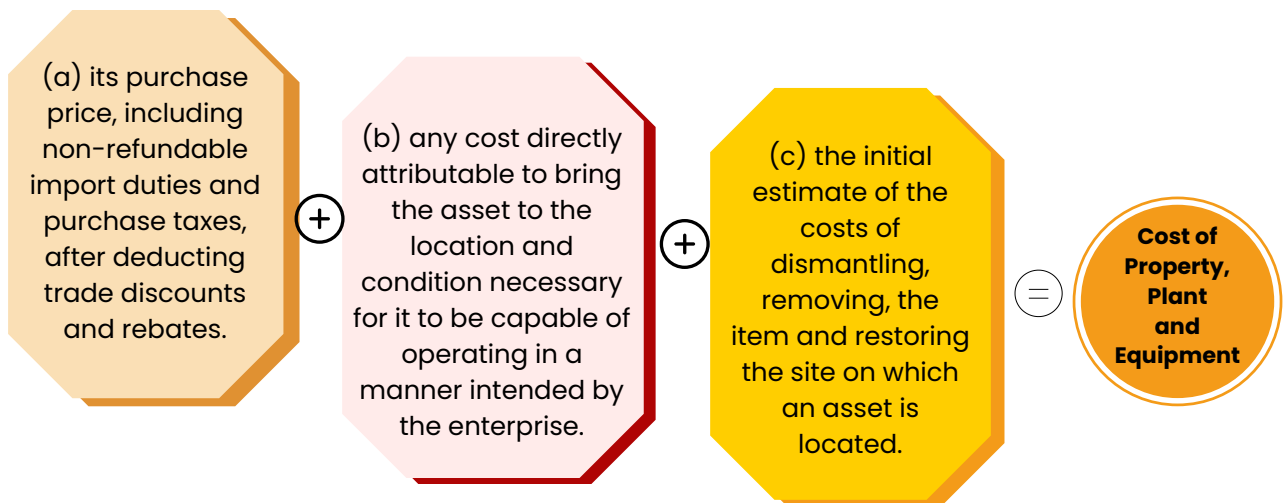 (a) its purchase
price, including
non-refundable
import duties and
purchase taxes,
after deducting
trade discounts
and rebates.
+
(b) any cost directly
attributable to bring
the asset to the
location and
condition necessary
for it to be capable of
operating in a
manner intended by
the enterprise.
+
(c) the initial
estimate of the
costs of
dismantling,
removing, the
item and restoring
the site on which
an asset is
located.
=
Cost of
Property,
Plant
and
Equipment